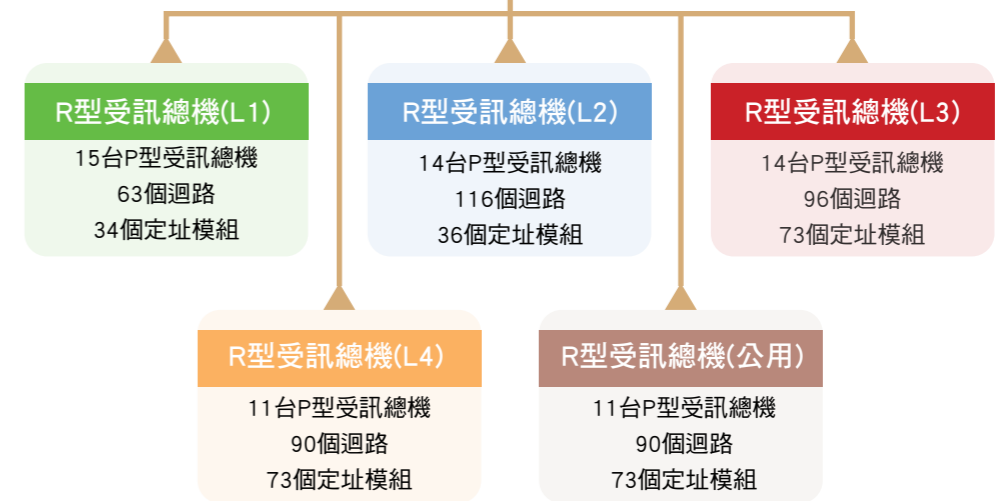 R型受訊總機(L1)
15台P型受訊總機
63個迴路
34個定址模組
R型受訊總機(L2)
14台P型受訊總機
116個迴路
36個定址模組
R型受訊總機(L3)
14台P型受訊總機
96個迴路
73個定址模組
R型受訊總機(L4)
11台P型受訊總機
90個迴路
73個定址模組
R型受訊總機(公用)
11台P型受訊總機
90個迴路
73個定址模組